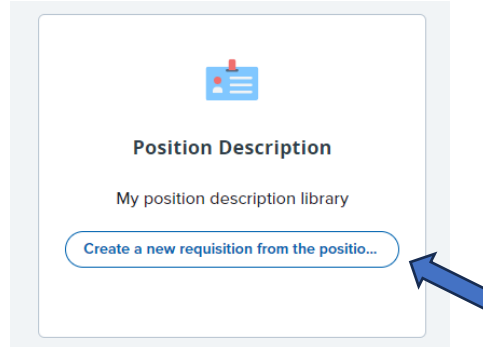 Position Description
My position description library
Create a new requisition from the positio...